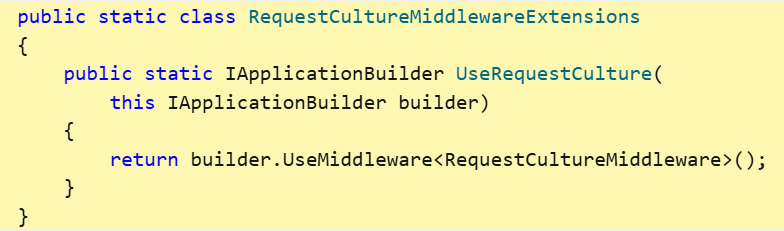 public static class RequestCultureMiddlewareExtensions
{
    public static IApplicationBuilder UseRequestCulture(
        this IApplicationBuilder builder)
    {
        return builder.UseMiddleware<RequestCultureMiddleware>();
    }
}